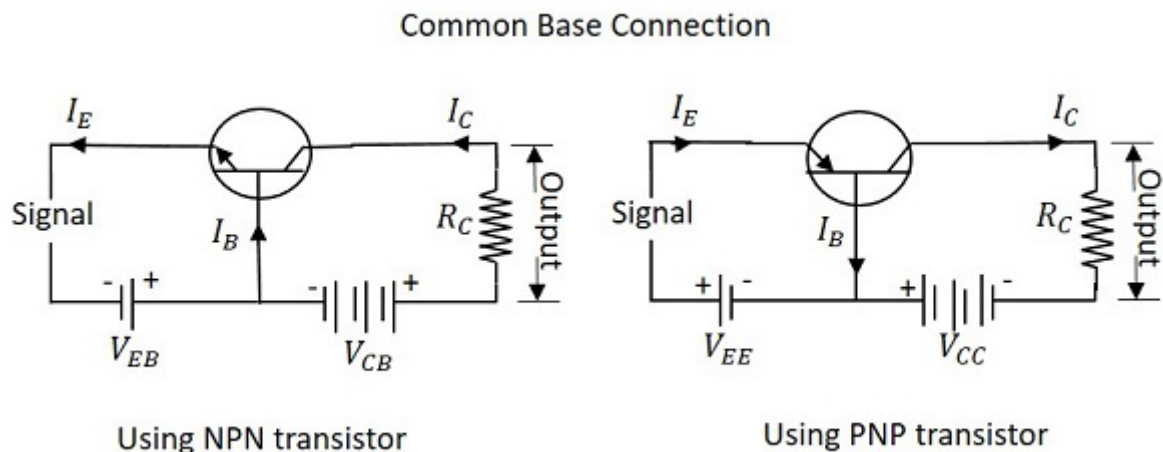 Common Base Connection
I_E
I_C
Signal
I_B
R_C
Output
- +
- +
V_EB
V_CB
Using NPN transistor
I_E
I_C
Signal
I_B
R_C
Output
+ -
+ -
V_EE
V_CC
Using PNP transistor